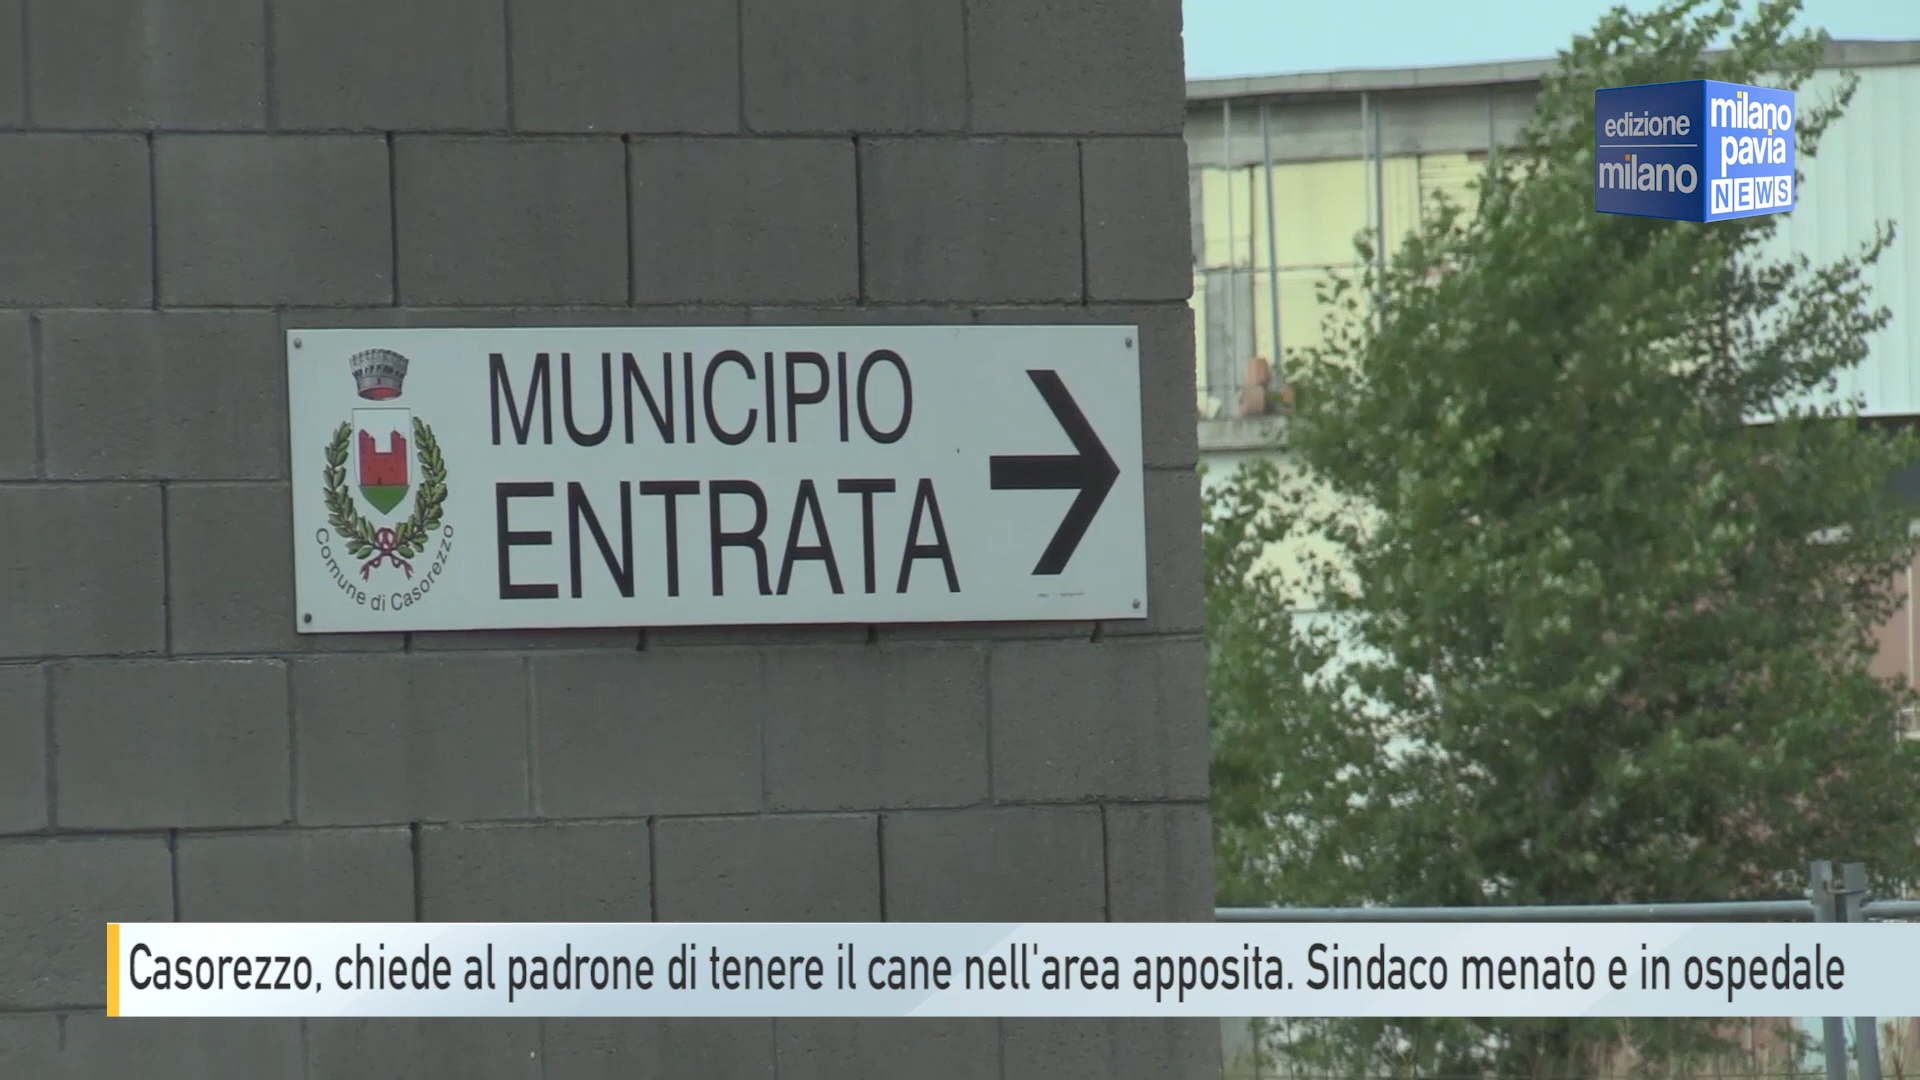 edizione
milano
milano
pavia
NEWS
MUNICIPIO
ENTRATA
Comune di Casorezzo
Casorezzo, chiede al padrone di tenere il cane nell'area apposita. Sindaco menato e in ospedale